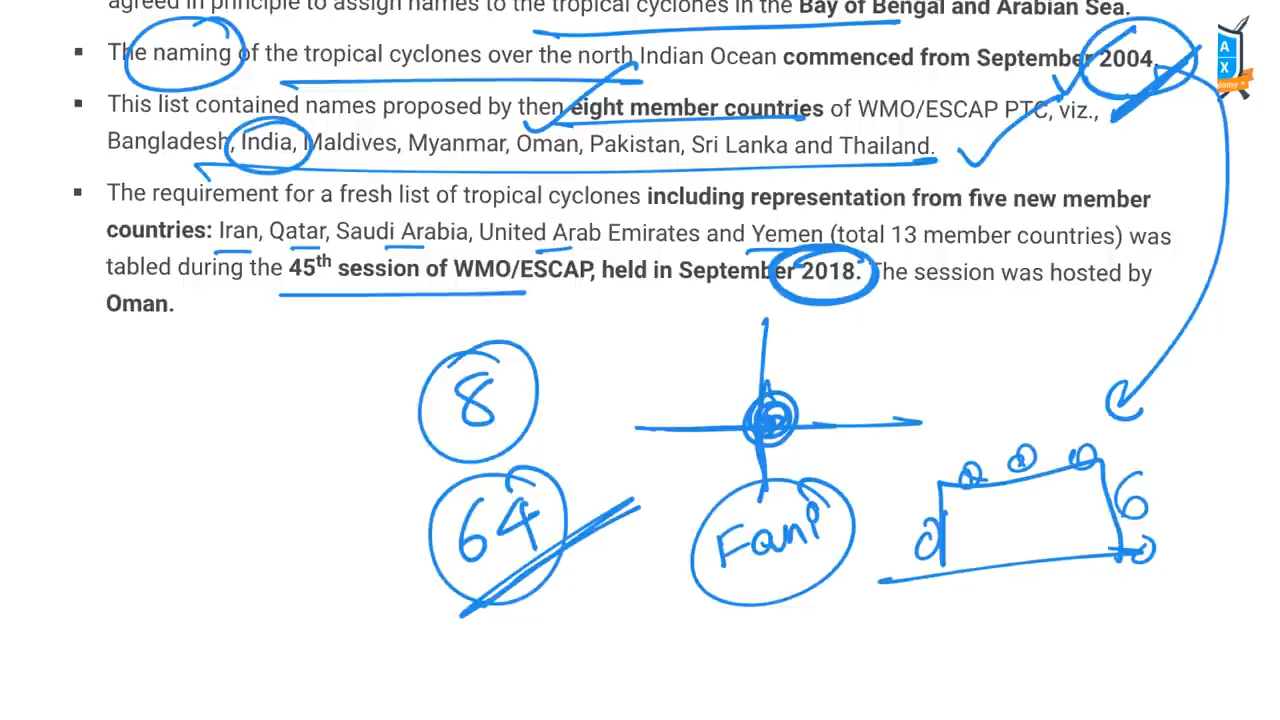 agreed in principle to assign names to the tropical cyclones in the Bay of Bengal and Arabian Sea.
▪ The naming of the tropical cyclones over the north Indian Ocean commenced from September 2004.
▪ This list contained names proposed by then eight member countries of WMO/ESCAP PTC, viz.,
Bangladesh, India, Maldives, Myanmar, Oman, Pakistan, Sri Lanka and Thailand.
▪ The requirement for a fresh list of tropical cyclones including representation from five new member
countries: Iran, Qatar, Saudi Arabia, United Arab Emirates and Yemen (total 13 member countries) was
tabled during the 45th session of WMO/ESCAP, held in September 2018. The session was hosted by
Oman.
8
64
Fani
A
X